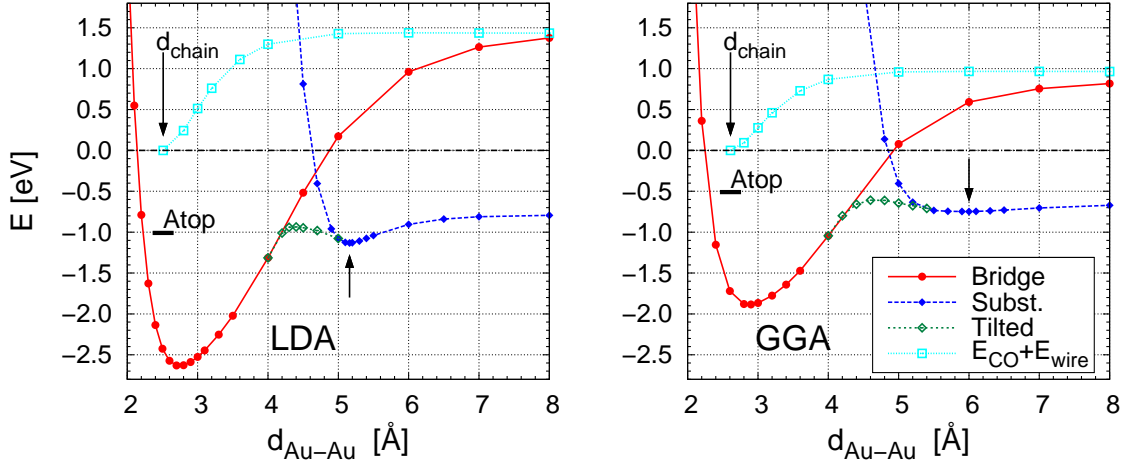 E [eV]
1.5
1.0
0.5
0.0
−0.5
−1.0
−1.5
−2.0
−2.5
2 3 4 5 6 7 8
d_Au−Au [Å]
d_chain
Atop
LDA
1.5
1.0
0.5
0.0
−0.5
−1.0
−1.5
−2.0
−2.5
2 3 4 5 6 7 8
d_Au−Au [Å]
d_chain
Atop
GGA
Bridge
Subst.
Tilted
E_CO+E_wire